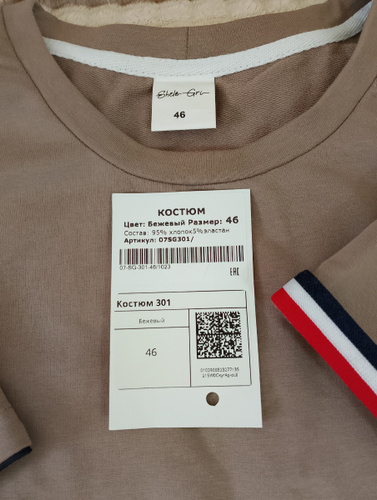 46
КОСТЮМ
Цвет: Бежевый Размер: 46
Состав: 95% хлопок5%эластан
Артикул: 07SG301/
07-SG-301-46/1023
EAC
Костюм 301
Бежевый
46